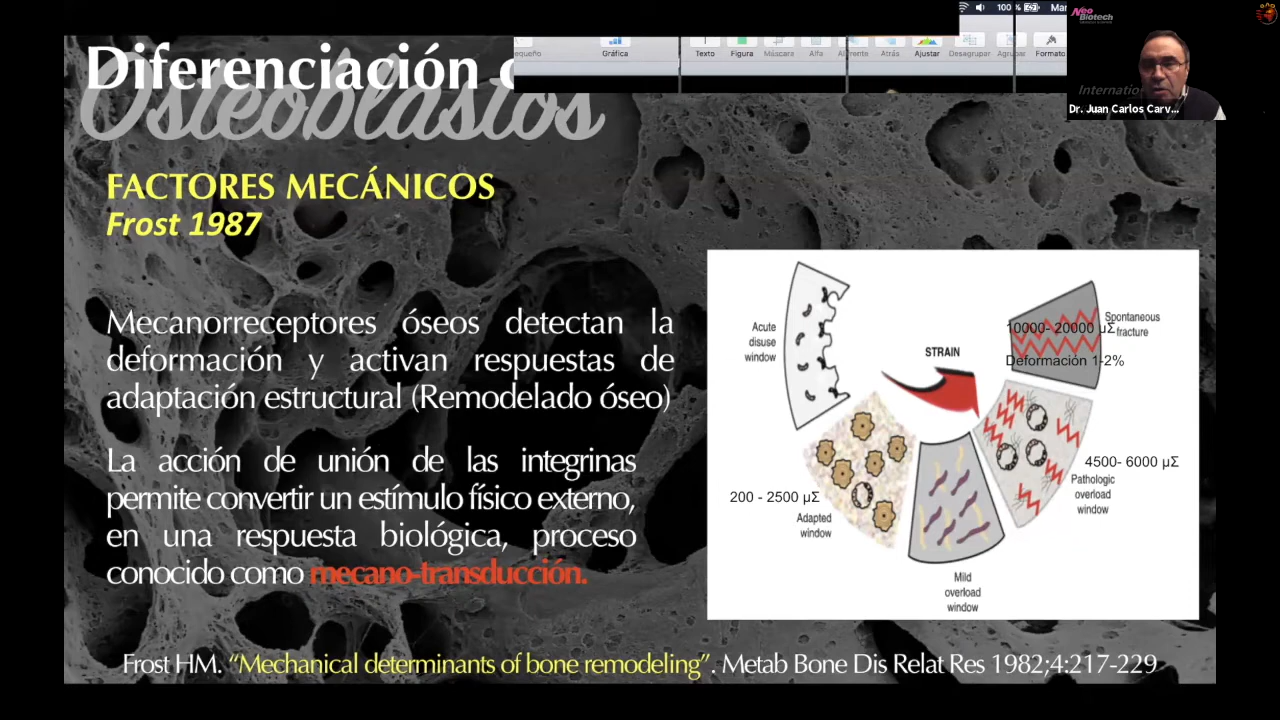 100 %
Gráfica
Texto
Figura
Máscara
Alfa
Atrás
Ajustar
Desagrupar
Formato
Neo
Biotech
Dr. Juan Carlos Carv...
Diferenciación
Osteoblastos
FACTORES MECÁNICOS
Frost 1987
Mecanorreceptores óseos detectan la
deformación y activan respuestas de
adaptación estructural (Remodelado óseo)
La acción de unión de las integrinas
permite convertir un estímulo físico externo,
en una respuesta biológica, proceso
conocido como mecano-transducción.
Acute
disuse
window
STRAIN
Spontaneous
fracture
10000- 20000 µΣ
Deformación 1-2%
4500- 6000 µΣ
Pathologic
overload
window
200 - 2500 µΣ
Adapted
window
Mild
overload
window
Frost HM. “Mechanical determinants of bone remodeling”. Metab Bone Dis Relat Res 1982;4:217-229